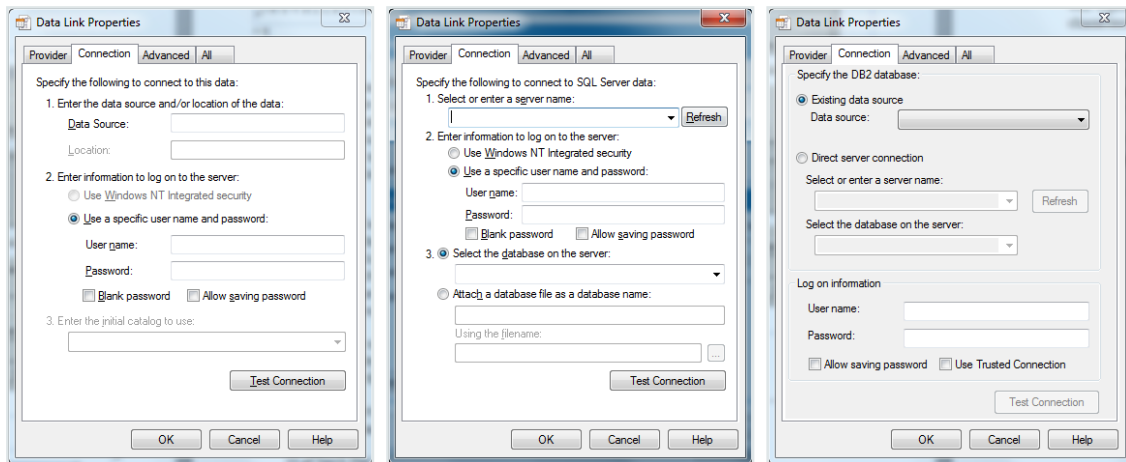 Data Link Properties
Provider Connection Advanced All
Specify the following to connect to this data:
1. Enter the data source and/or location of the data:
Data Source:
Location:
2. Enter information to log on to the server:
Use Windows NT Integrated security
Use a specific user name and password:
User name:
Password:
Blank password Allow saving password
3. Enter the initial catalog to use:
Test Connection
OK Cancel Help
Data Link Properties
Provider Connection Advanced All
Specify the following to connect to SQL Server data:
1. Select or enter a server name:
Refresh
2. Enter information to log on to the server:
Use Windows NT Integrated security
Use a specific user name and password:
User name:
Password:
Blank password Allow saving password
3. Select the database on the server:
Attach a database file as a database name:
Using the filename:
...
Test Connection
OK Cancel Help
Data Link Properties
Provider Connection Advanced All
Specify the DB2 database:
Existing data source
Data source:
Direct server connection
Select or enter a server name:
Refresh
Select the database on the server:
Log on information
User name:
Password:
Allow saving password Use Trusted Connection
Test Connection
OK Cancel Help